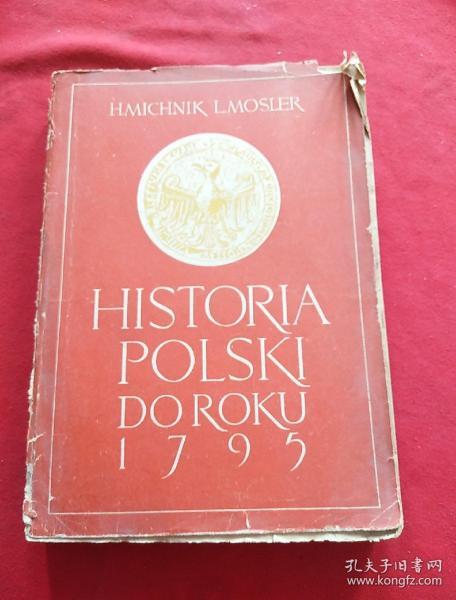 H.MICHNIK L.MOSLER
HISTORIA
POLSKI
DO ROKU
1795
孔夫子旧书网
www.kongfz.com